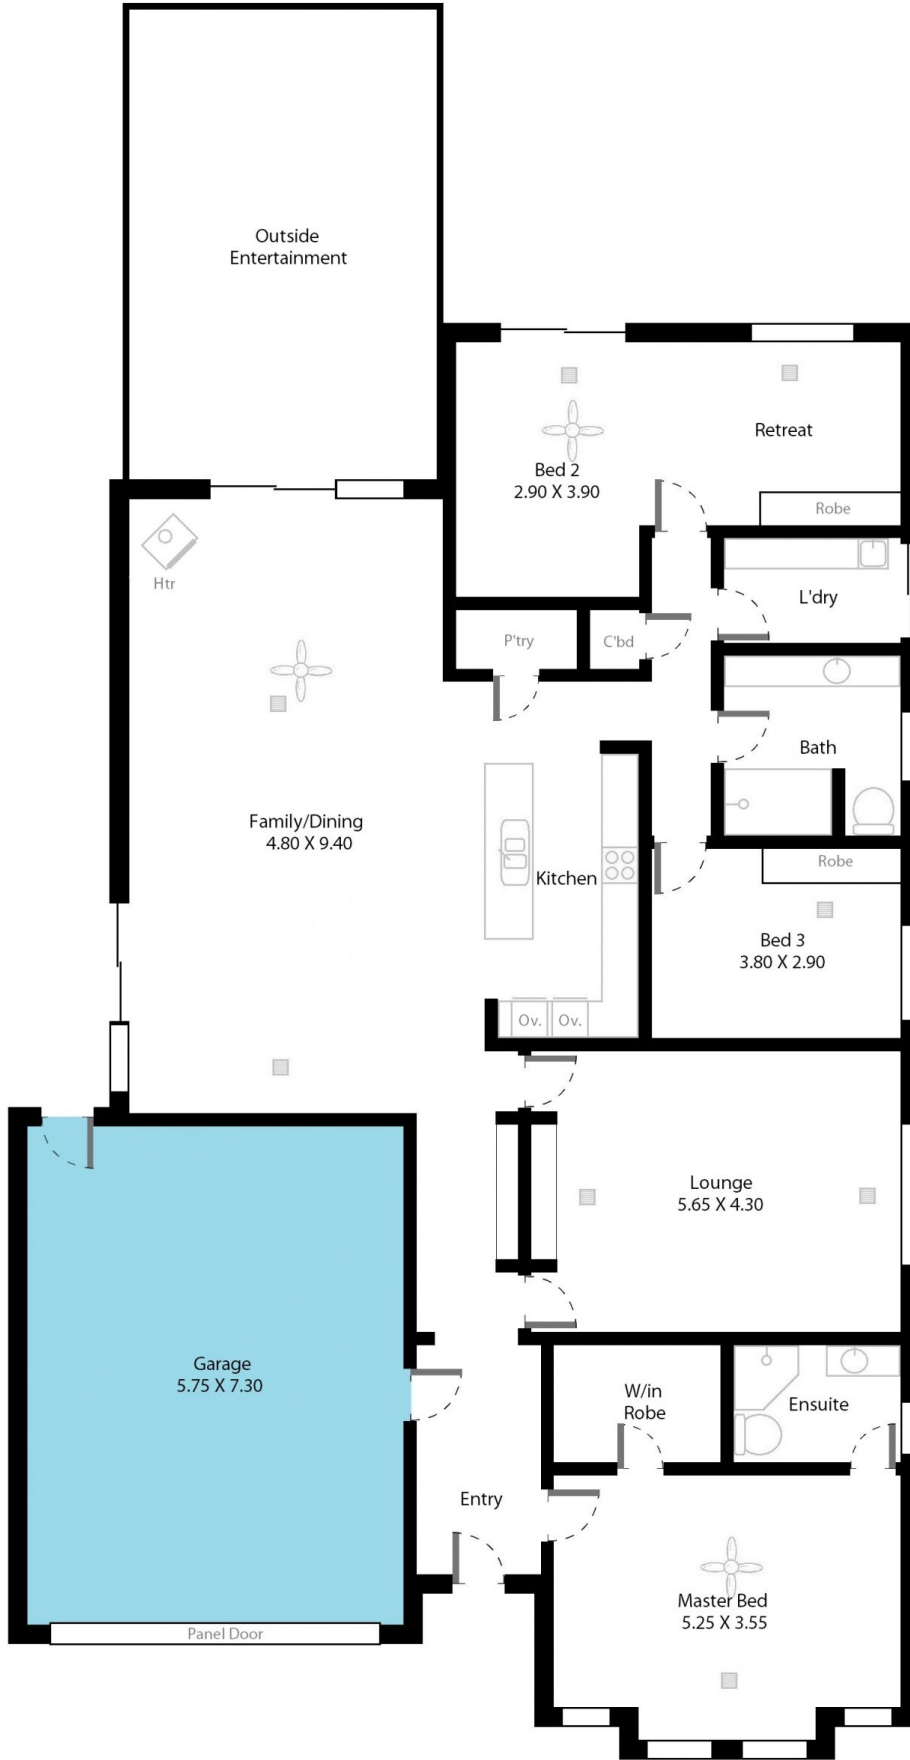 Outside
Entertainment
Retreat
Bed 2
2.90 X 3.90
Robe
Htr
L'dry
P'try
C'bd
Bath
Family/Dining
4.80 X 9.40
Kitchen
Robe
Bed 3
3.80 X 2.90
Ov.
Ov.
Lounge
5.65 X 4.30
Garage
5.75 X 7.30
W/in
Robe
Ensuite
Entry
Master Bed
5.25 X 3.55
Panel Door